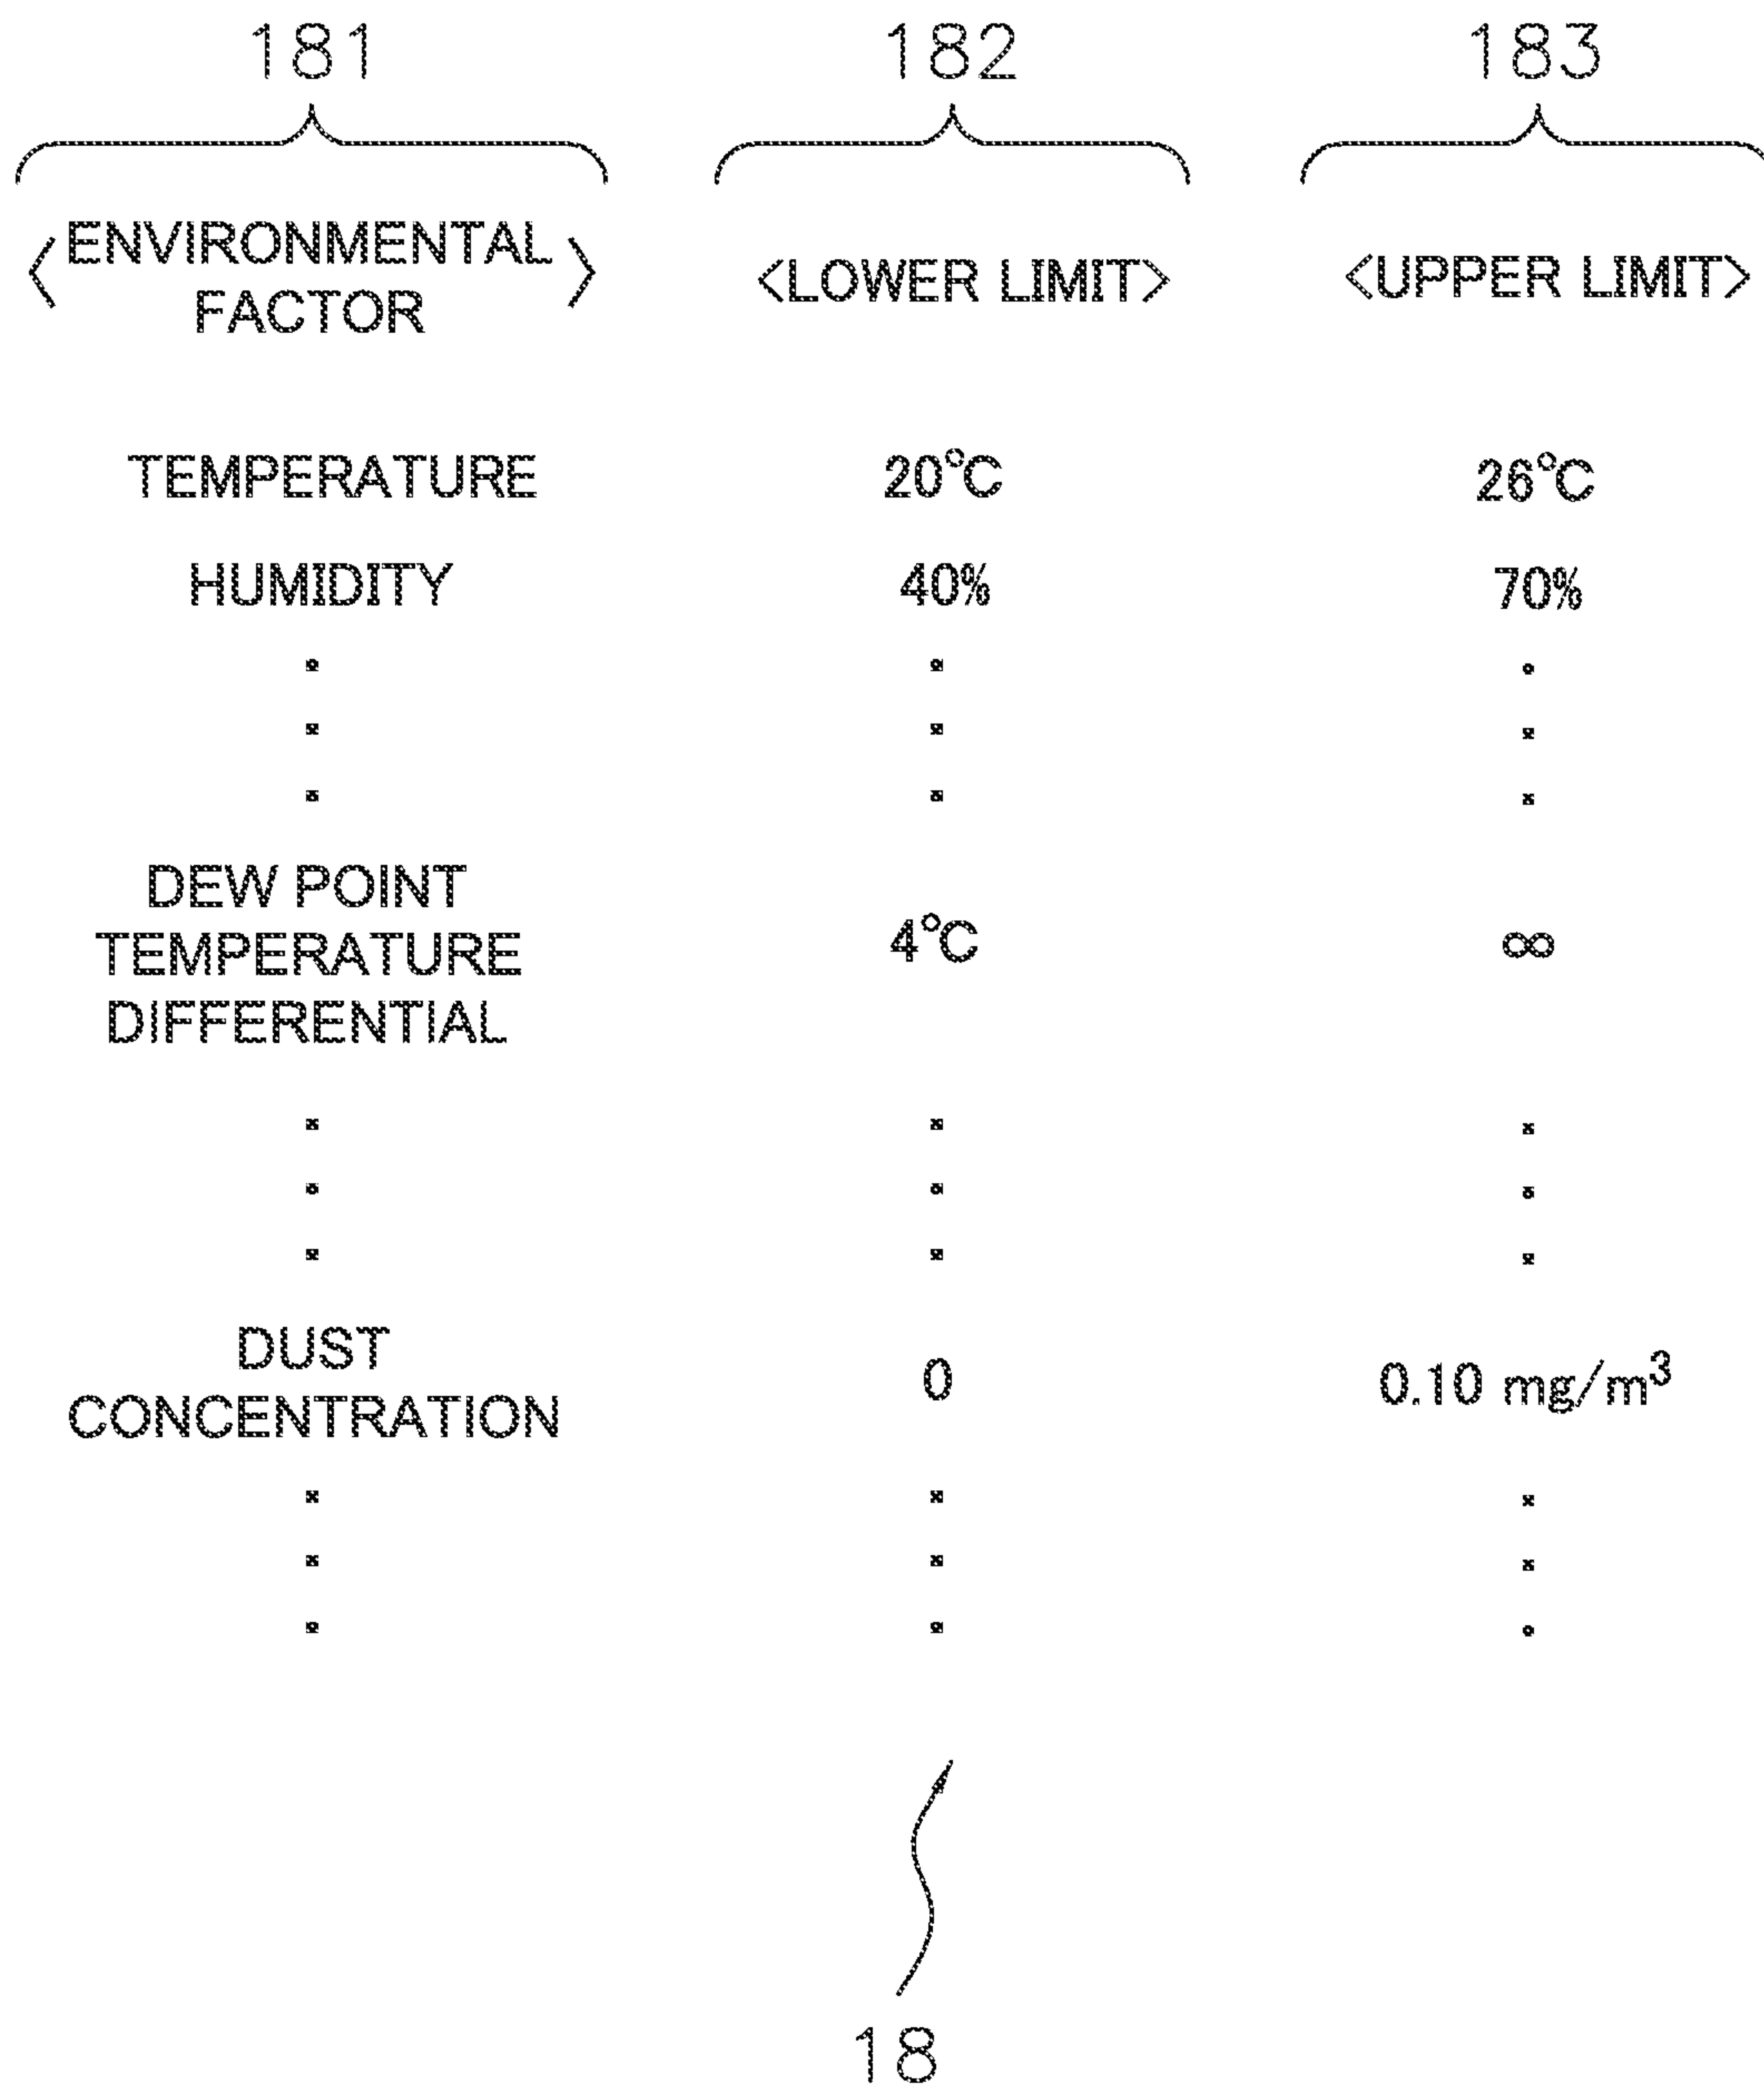 181 182 183
〈ENVIRONMENTAL FACTOR〉 <LOWER LIMIT> <UPPER LIMIT>
TEMPERATURE 20℃ 26℃
HUMIDITY 40% 70%
DEW POINT
TEMPERATURE 4℃ ∞
DIFFERENTIAL
DUST
CONCENTRATION 0 0.10 mg/m³
18